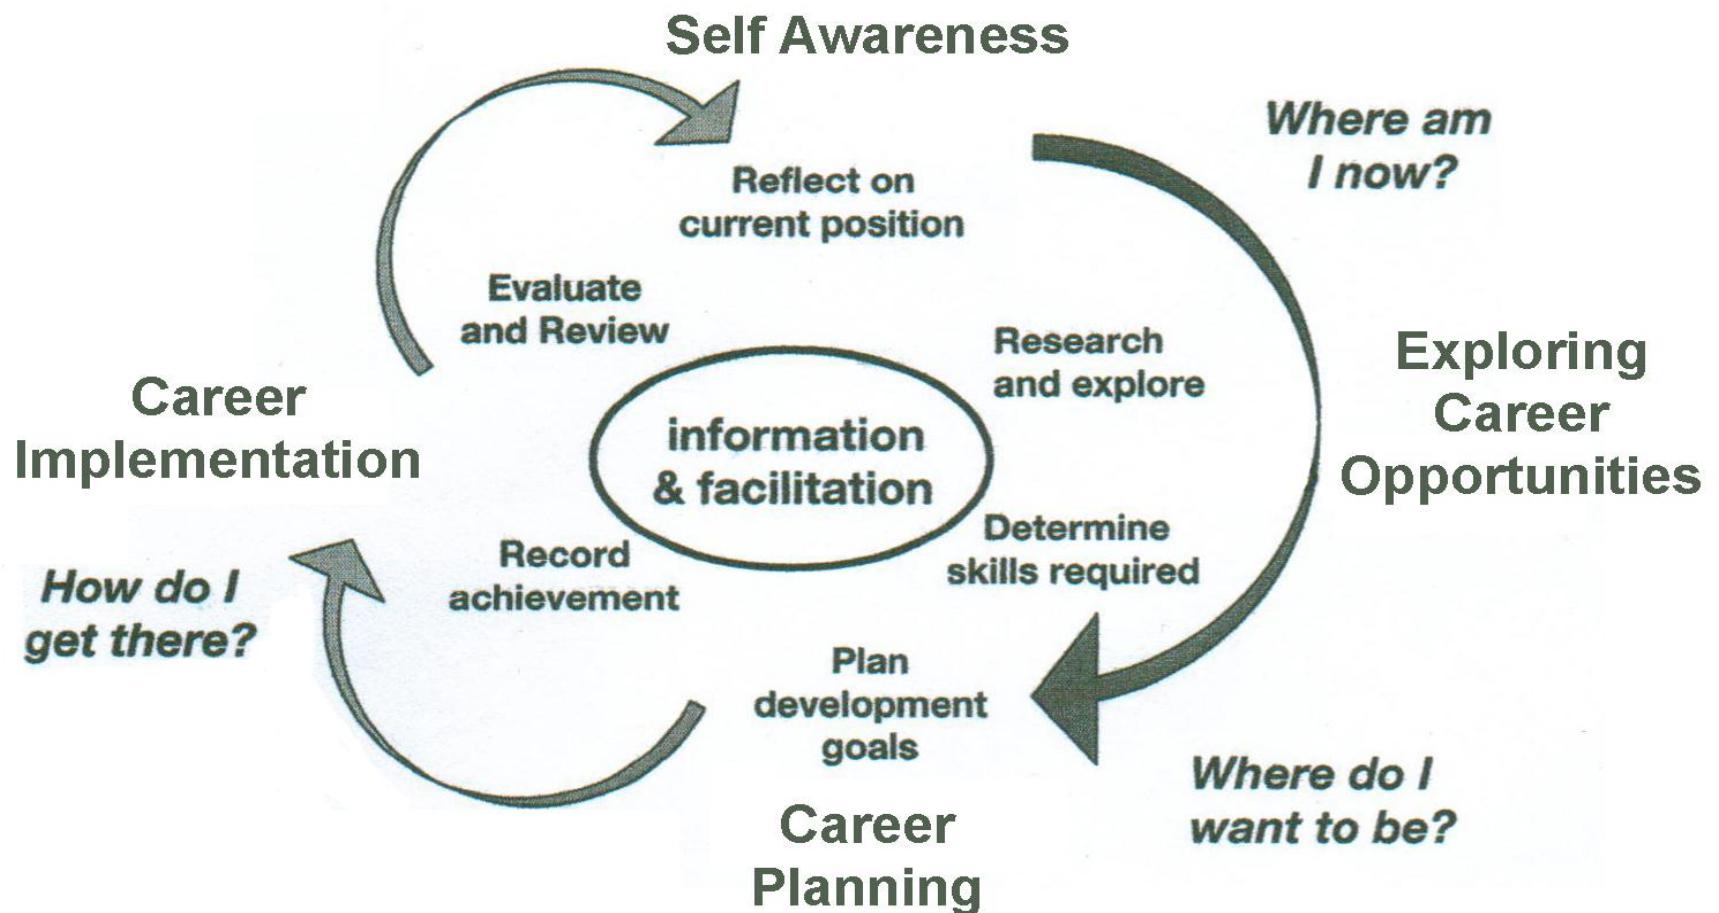 Self Awareness
Where am
I now?
Reflect on
current position
Evaluate
and Review
Research
and explore
Exploring
Career
Opportunities
Career
Implementation
information
& facilitation
Determine
skills required
Record
achievement
How do I
get there?
Plan
development
goals
Where do I
want to be?
Career
Planning